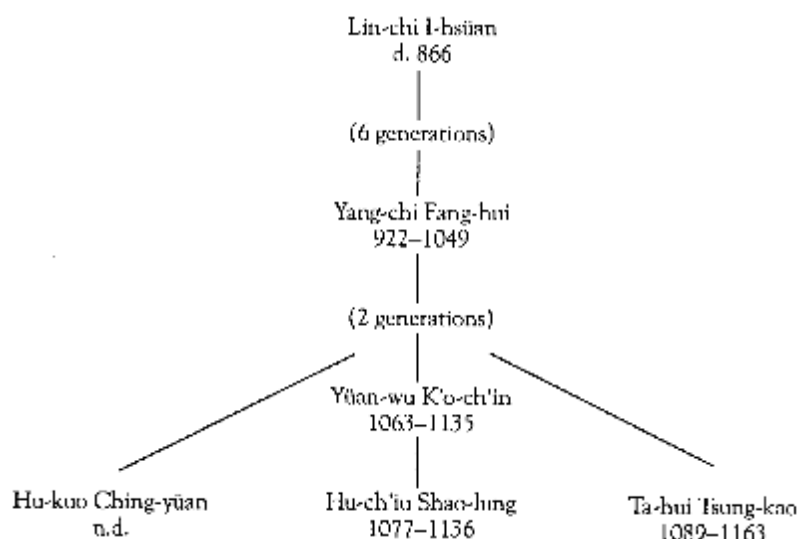 Lin-chi I-hsüan
d. 866
(6 generations)
Yang-chi Fang-hui
922–1049
(2 generations)
Yüan-wu K'o-ch'in
1063–1135
Hu-kuo Ching-yüan
n.d.
Hu-ch'iu Shao-lung
1077–1136
Ta-hui Tsung-kao
1089–1163